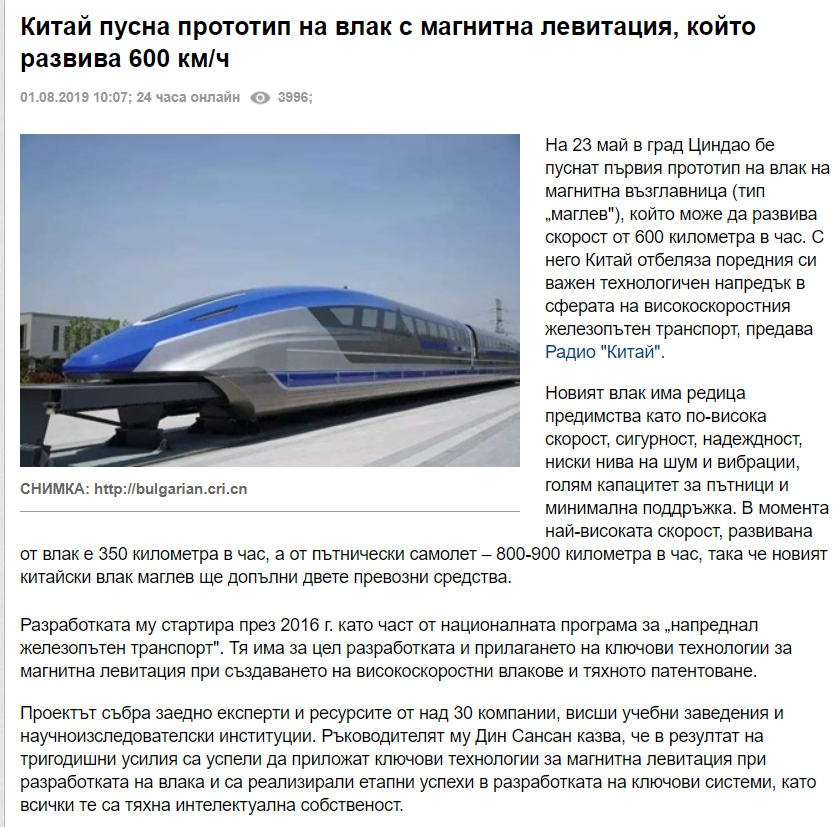 Китай пусна прототип на влак с магнитна левитация, който
развива 600 км/ч
01.08.2019 10:07; 24 часа онлайн 3996;
На 23 май в град Циндао бе
пуснат първия прототип на влак на
магнитна възглавница (тип
„маглев"), който може да развива
скорост от 600 километра в час. С
него Китай отбеляза поредния си
важен технологичен напредък в
сферата на високоскоростния
железопътен транспорт, предава
Радио "Китай".
СНИМКА: http://bulgarian.cri.cn
Новият влак има редица
предимства като по-висока
скорост, сигурност, надеждност,
ниски нива на шум и вибрации,
голям капацитет за пътници и
минимална поддръжка. В момента
най-високата скорост, развивана
от влак е 350 километра в час, а от пътнически самолет – 800-900 километра в час, така че новият
китайски влак маглев ще допълни двете превозни средства.
Разработката му стартира през 2016 г. като част от националната програма за „напреднал
железопътен транспорт". Тя има за цел разработката и прилагането на ключови технологии за
магнитна левитация при създаването на високоскоростни влакове и тяхното патентоване.
Проектът събра заедно експерти и ресурсите от над 30 компании, висши учебни заведения и
научноизследователски институции. Ръководителят му Дин Сансан казва, че в резултат на
тригодишни усилия са успели да приложат ключови технологии за магнитна левитация при
разработката на влака и са реализирали етапни успехи в разработката на ключови системи, като
всички те са тяхна интелектуална собственост.